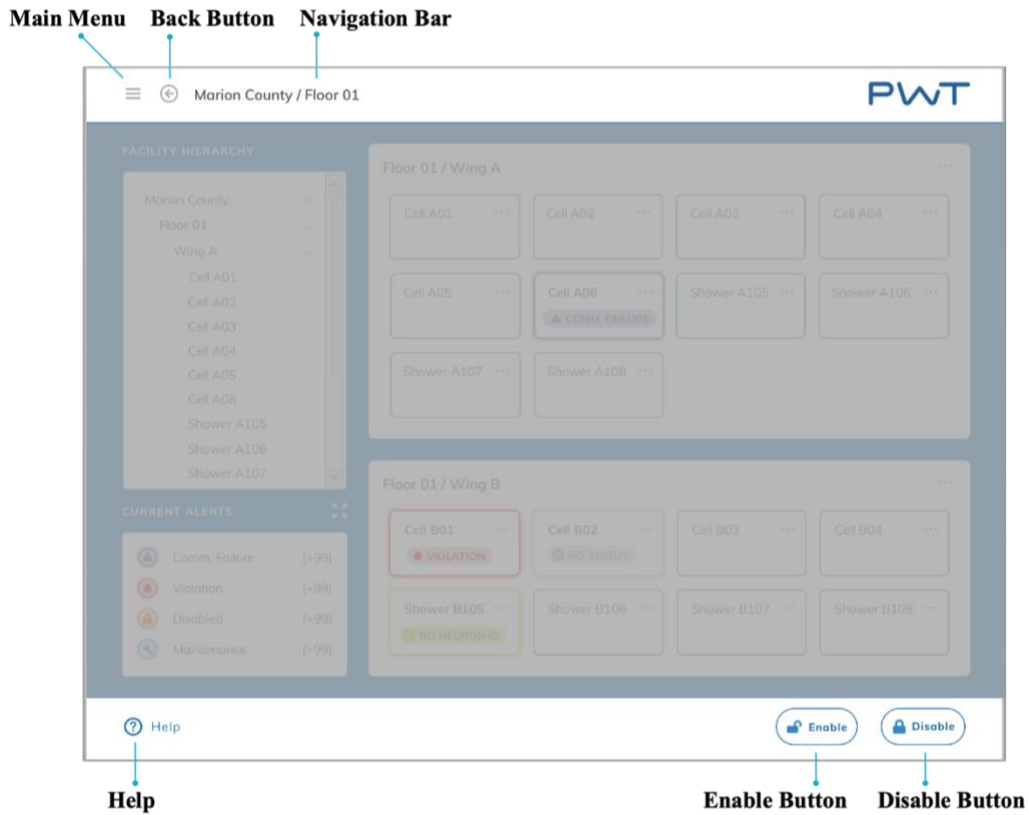 Main Menu Back Button Navigation Bar
Marion County / Floor 01
PWT
FACILITY HIERARCHY
Marion County
Floor 01
Wing A
Cell A01
Cell A02
Cell A03
Cell A04
Cell A05
Cell A06
Shower A105
Shower A106
Shower A107
CURRENT ALERTS
Comm. Failure (+99)
Violation (+99)
Disabled (+99)
Maintenance (+99)
Floor 01 / Wing A ...
Cell A01 ... Cell A02 ... Cell A03 ... Cell A04 ...
Cell A05 ... Cell A06 ... Shower A105 ... Shower A106 ...
COMM. FAILURE
Shower A107 ... Shower A108 ...
Floor 01 / Wing B ...
Cell B01 ... Cell B02 ... Cell B03 ... Cell B04 ...
VIOLATION NO STATUS
Shower B105 ... Shower B106 ... Shower B107 ... Shower B108 ...
NO NEURON ID
? Help
Enable Disable
Help Enable Button Disable Button